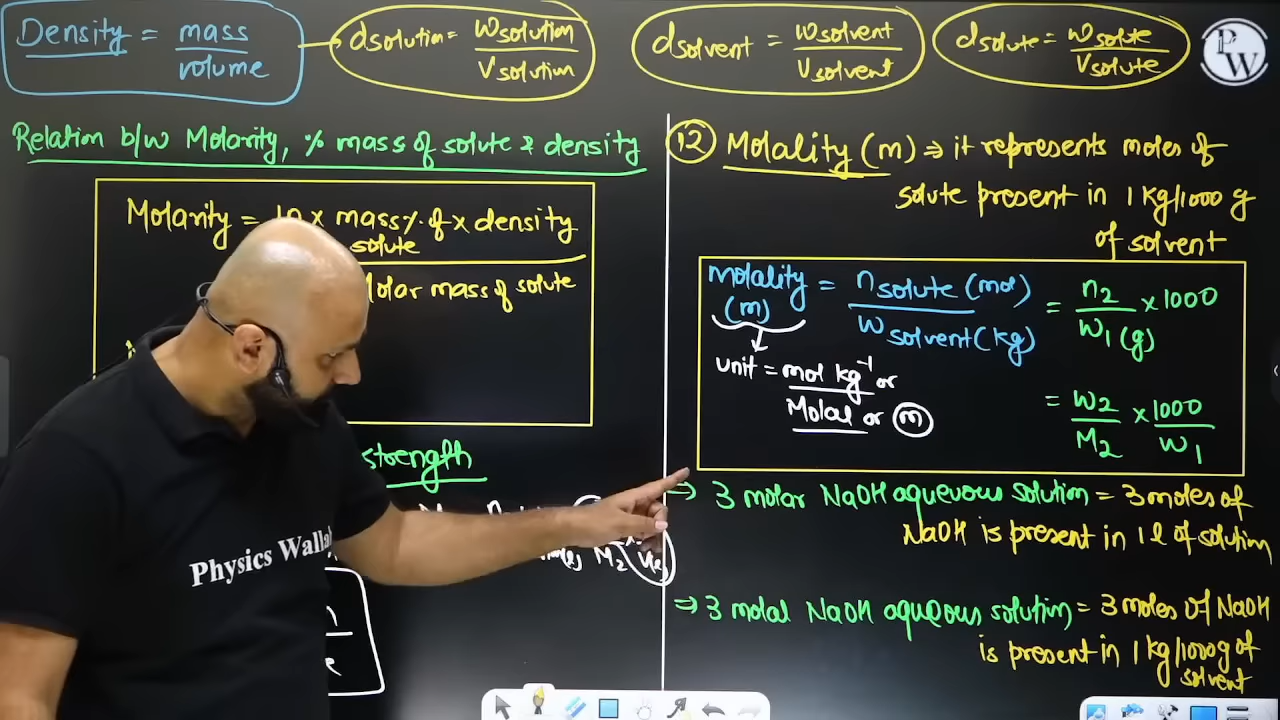 Density = mass / volume
dsolution = Wsolution / Vsolution
dsolvent = Wsolvent / Vsolvent
dsolute = Wsolute / Vsolute
PW
Relation b/w Molarity, % mass of solute & density
Molarity = 10 x mass% of solute x density
Molar mass of solute
strength
M2
Physics Wallah
(12) Molality (m) ⇒ it represents moles of
solute present in 1 kg/1000 g
of solvent
molality (m) = nsolute (mol) / Wsolvent (kg) = n2 / W1(g) × 1000
unit = mol kg⁻¹ or
Molal or (m)
= W2 / M2 × 1000 / W1
⇒ 3 molar NaOH aqueuous solution = 3 moles of
NaOH is present in 1 l of solution
⇒ 3 molal NaOH aqueous solution = 3 moles of NaOH
is present in 1 kg/1000g of
solvent